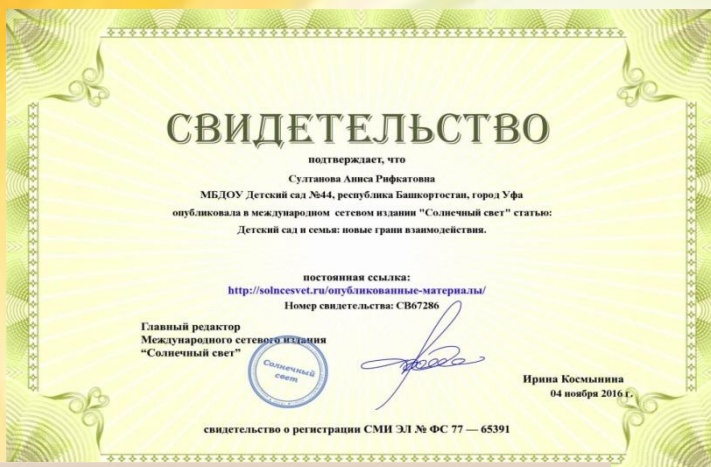 СВИДЕТЕЛЬСТВО
подтверждает, что
Султанова Аниса Рифкатовна
МБДОУ Детский сад №44, республика Башкортостан, город Уфа
опубликовала в международном сетевом издании "Солнечный свет" статью:
Детский сад и семья: новые грани взаимодействия.
постоянная ссылка:
http://solncesvet.ru/опубликованные-материалы/
Номер свидетельства: СВ67286
Главный редактор
Международного сетевого издания
“Солнечный свет”
Солнечный
свет
Ирина Космынина
04 ноября 2016 г.
свидетельство о регистрации СМИ ЭЛ № ФС 77 — 65391